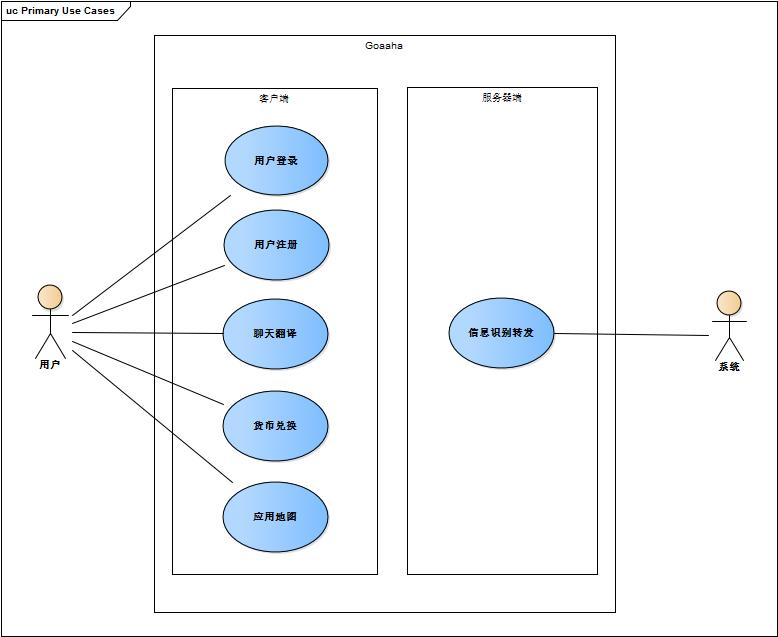 uc Primary Use Cases
Goaaha
客户端
服务器端
用户登录
用户注册
聊天翻译
信息识别转发
用户
系统
货币兑换
应用地图